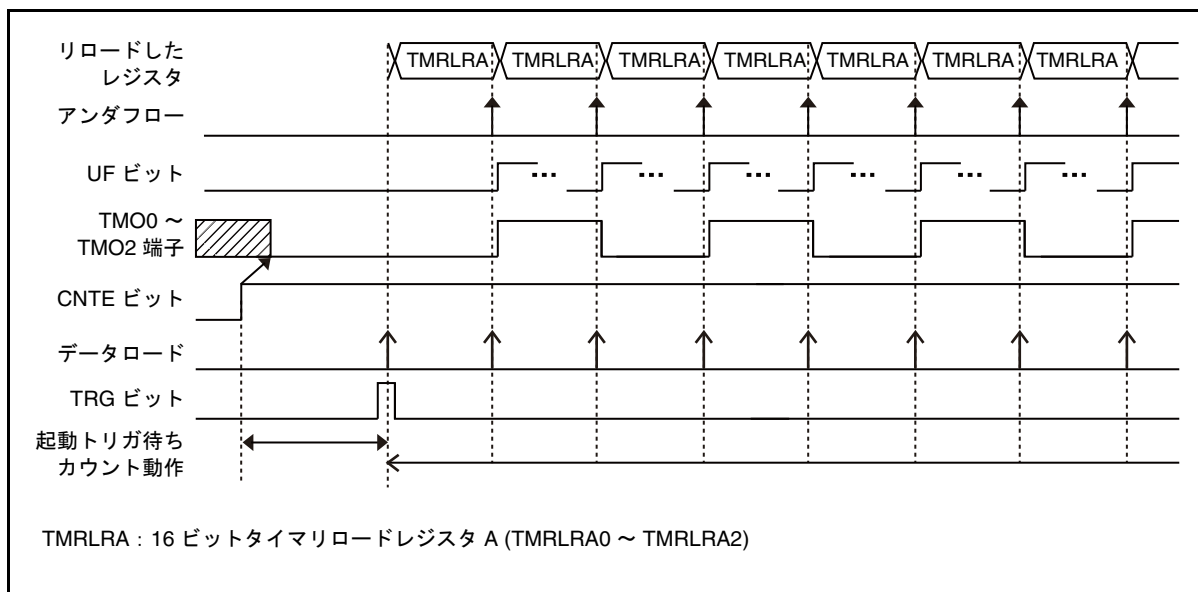 リロードした
レジスタ
TMRLRA TMRLRA TMRLRA TMRLRA TMRLRA TMRLRA TMRLRA
アンダフロー
UF ビット
TMO0 ～
TMO2 端子
CNTE ビット
データロード
TRG ビット
起動トリガ待ち
カウント動作
TMRLRA : 16 ビットタイマリロードレジスタ A (TMRLRA0 ～ TMRLRA2)